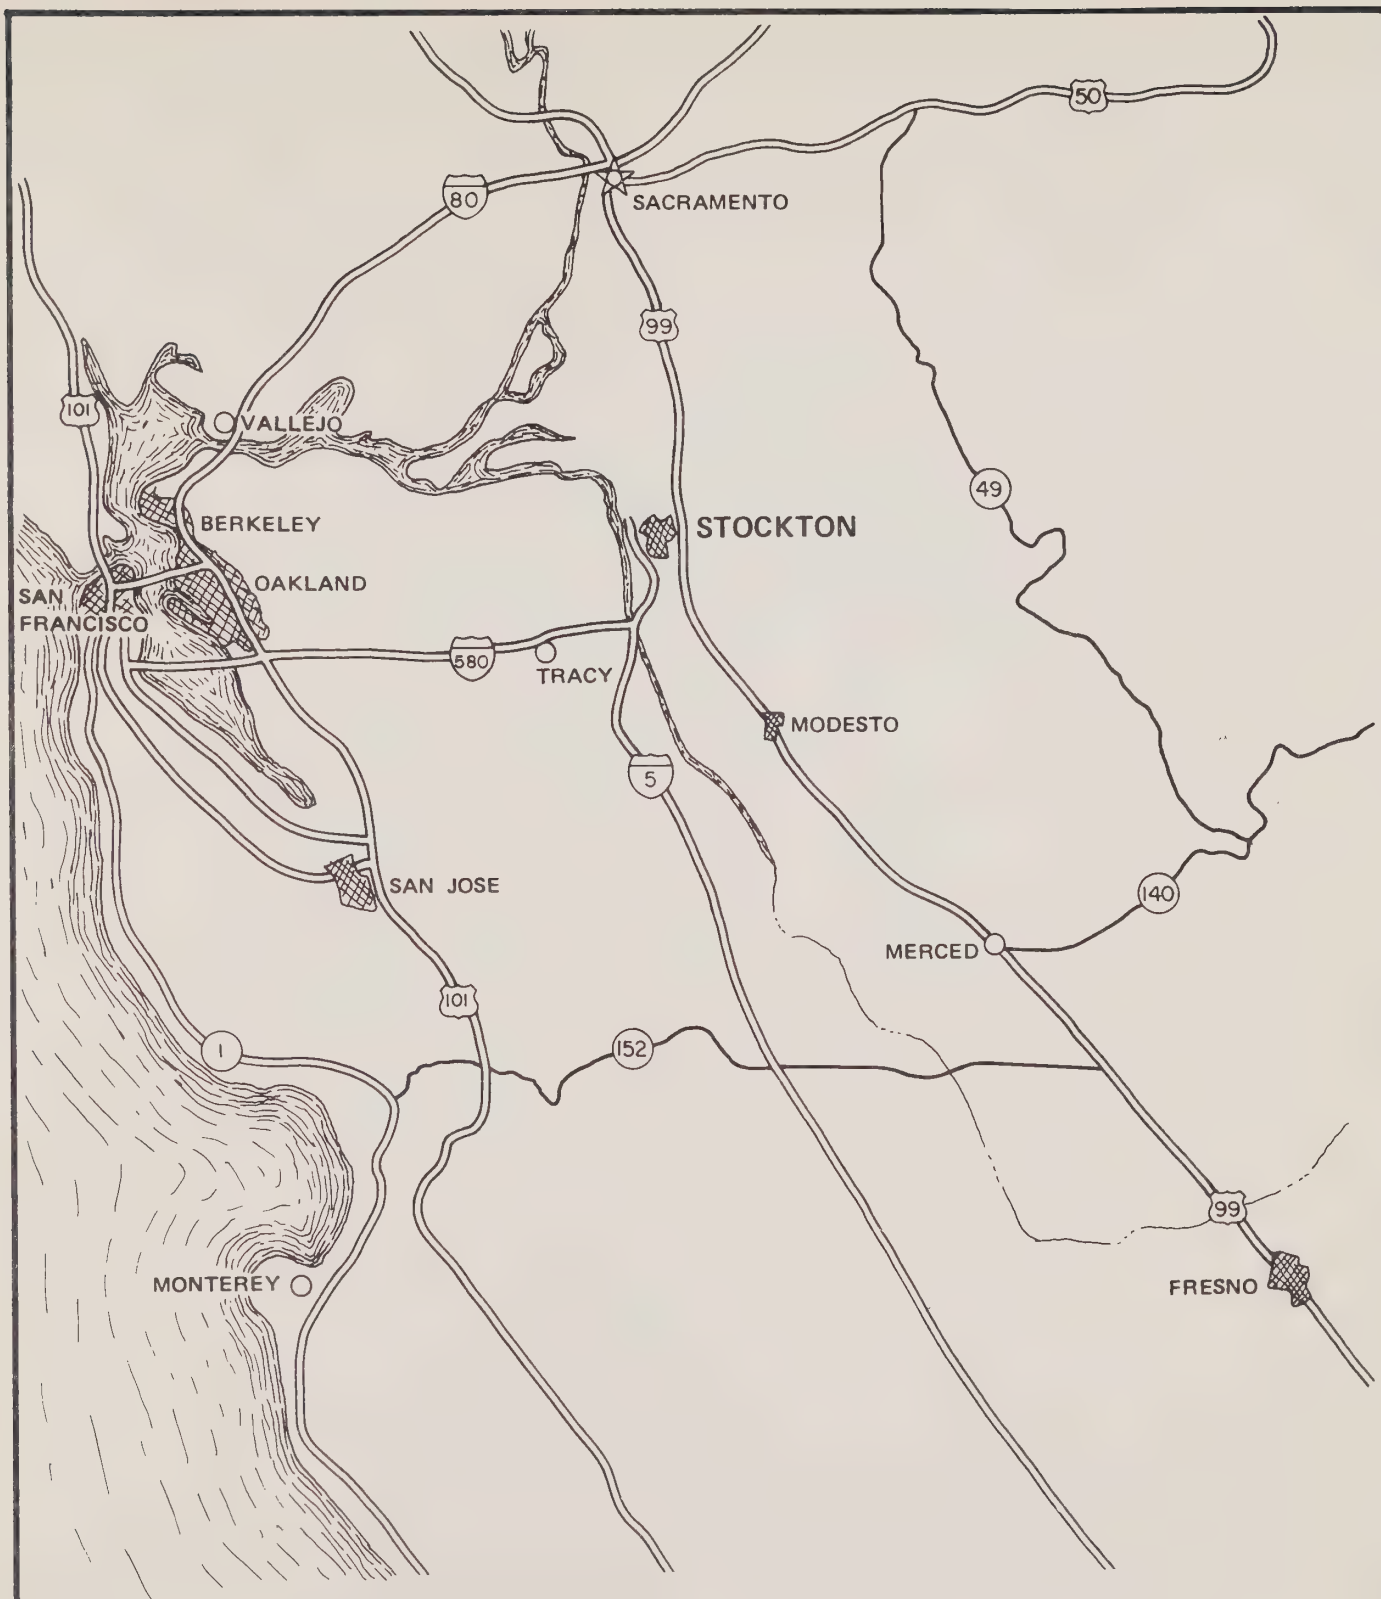 50
80
SACRAMENTO
99
101
VALLEJO
49
BERKELEY
STOCKTON
OAKLAND
SAN
FRANCISCO
580
TRACY
MODESTO
5
SAN JOSE
140
MERCED
101
1
152
99
MONTEREY
FRESNO